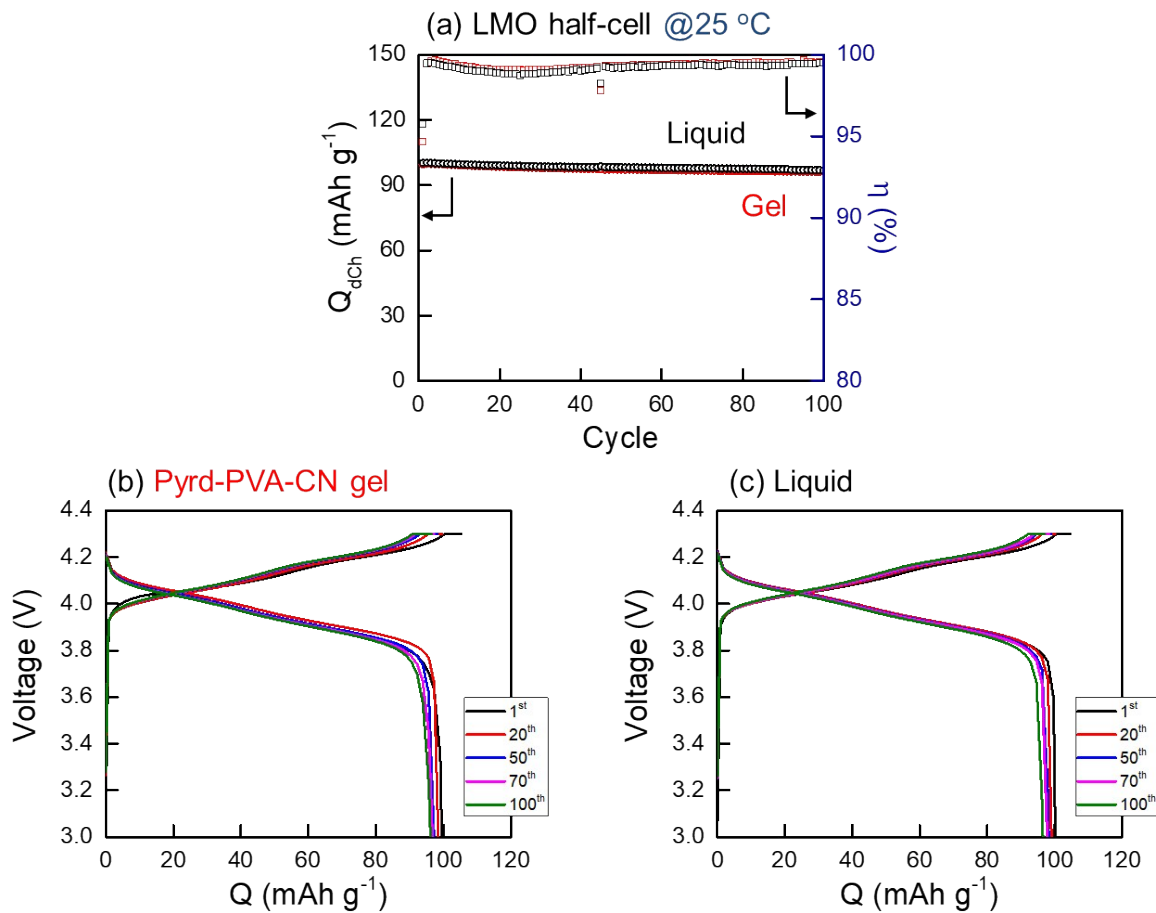 (a) LMO half-cell @25 °C
150
120
90
60
30
0
Q_dCh (mAh g⁻¹)
Liquid
Gel
100
95
90
85
80
η (%)
0 20 40 60 80 100
Cycle
(b) Pyrd-PVA-CN gel
4.4
4.2
4.0
3.8
3.6
3.4
3.2
3.0
Voltage (V)
1st
20th
50th
70th
100th
0 20 40 60 80 100 120
Q (mAh g⁻¹)
(c) Liquid
4.4
4.2
4.0
3.8
3.6
3.4
3.2
3.0
Voltage (V)
1st
20th
50th
70th
100th
0 20 40 60 80 100 120
Q (mAh g⁻¹)